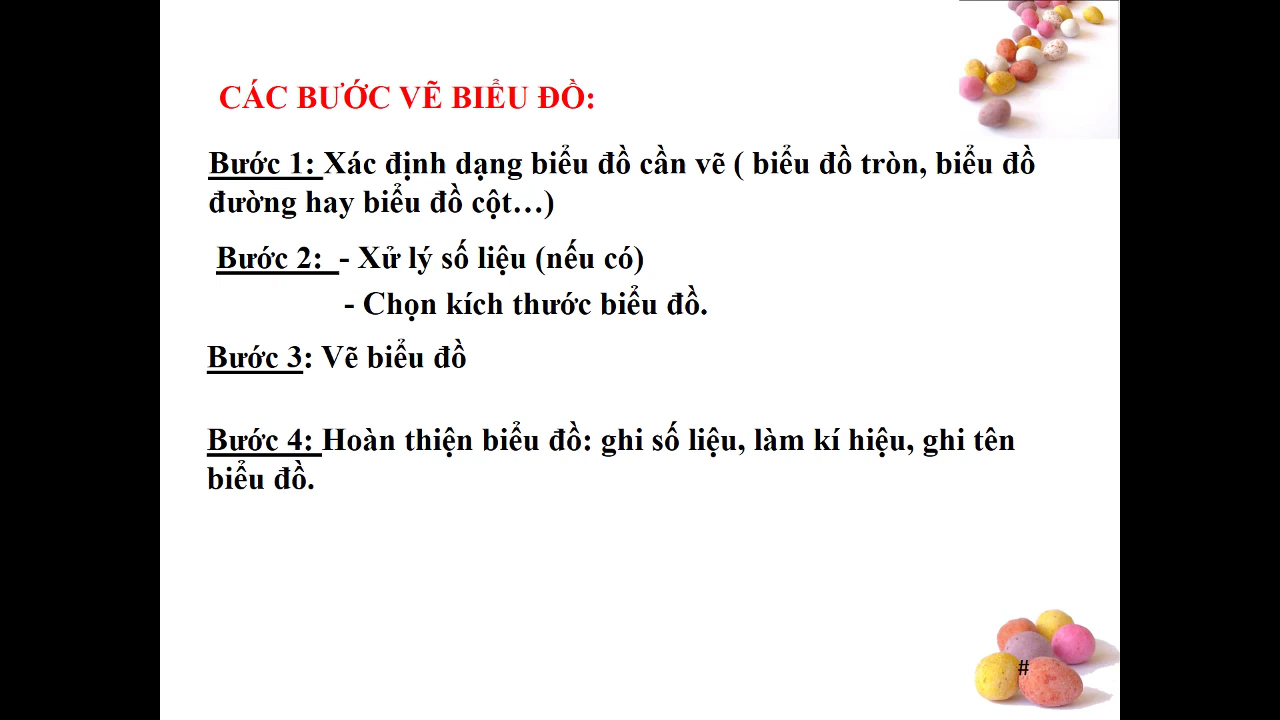 CÁC BƯỚC VẼ BIỂU ĐỒ:
Bước 1: Xác định dạng biểu đồ cần vẽ ( biểu đồ tròn, biểu đồ
đường hay biểu đồ cột…)
Bước 2:  - Xử lý số liệu (nếu có)
- Chọn kích thước biểu đồ.
Bước 3: Vẽ biểu đồ
Bước 4: Hoàn thiện biểu đồ: ghi số liệu, làm kí hiệu, ghi tên
biểu đồ.
#